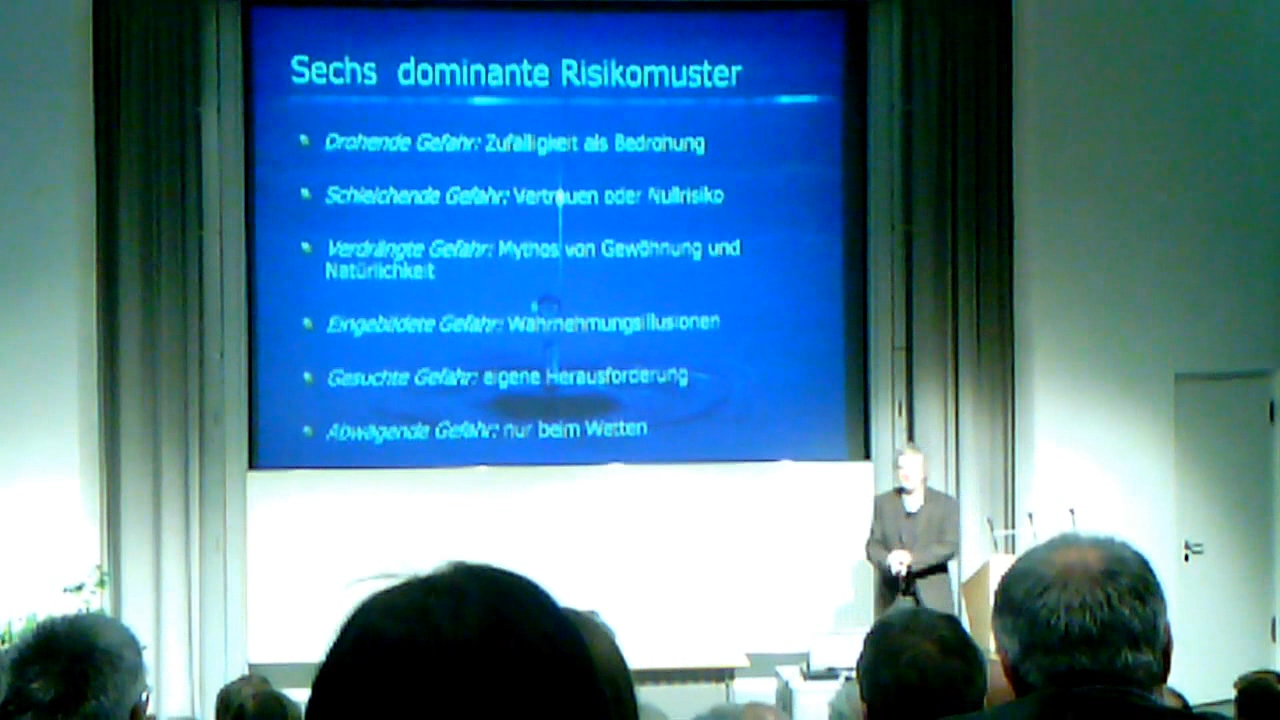 Sechs dominante Risikomuster
Drohende Gefahr: Zufälligkeit als Bedrohung
Schleichende Gefahr: Vertrauen oder Nullrisiko
Verdrängte Gefahr: Mythos von Gewöhnung und
Natürlichkeit
Eingebildete Gefahr: Wahrnehmungsillusionen
Gesuchte Gefahr: eigene Herausforderung
Abwägende Gefahr: nur beim Wetten